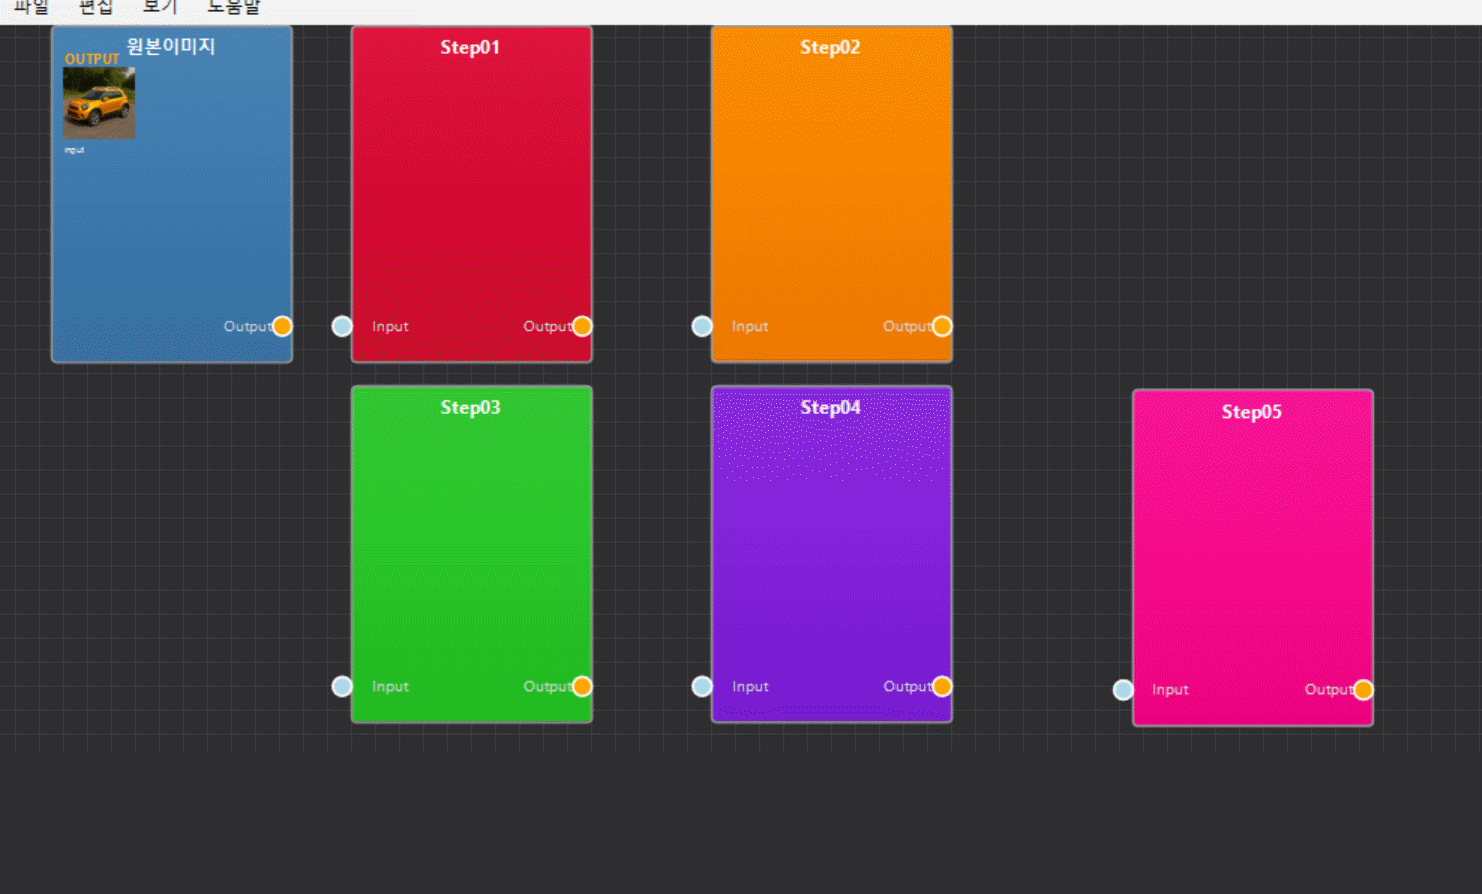 파일 편집 보기 도움말
원본이미지
OUTPUT
input
Output
Step01
Input Output
Step02
Input Output
Step03
Input Output
Step04
Input Output
Step05
Input Output